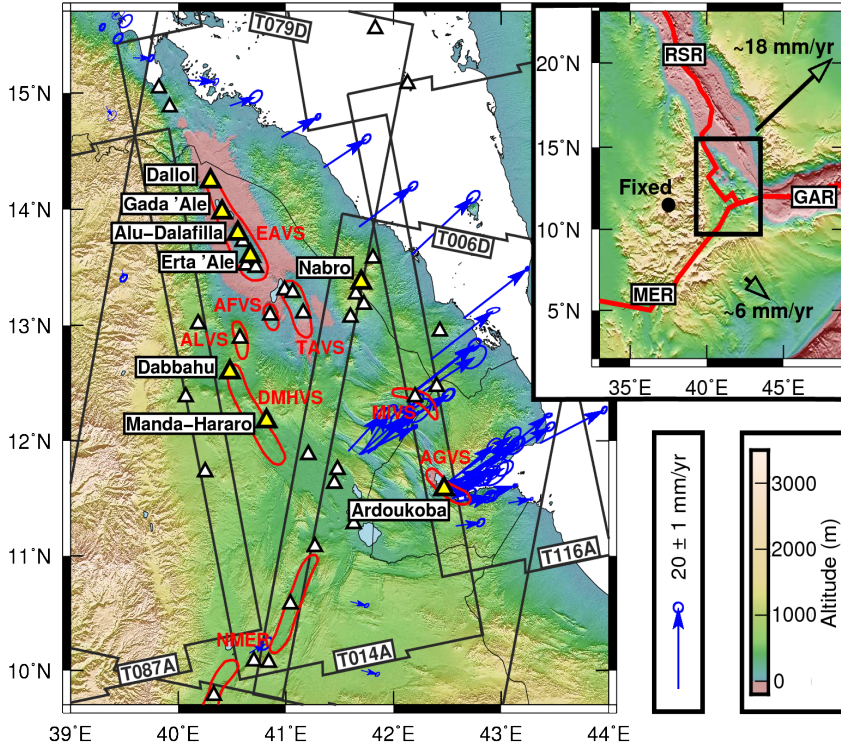 T079D
RSR
~18 mm/yr
20°N
15°N
15°N
Dallol
Fixed
GAR
Gada 'Ale
14°N
Alu–Dalafilla
EAVS
T006D
10°N
Erta 'Ale
Nabro
MER
AFVS
5°N
~6 mm/yr
13°N
ALVS
TAVS
Dabbahu
35°E
40°E
45°E
DMHVS
MIVS
Manda–Hararo
12°N
AGVS
3000
Ardoukoba
20 ± 1 mm/yr
2000
Altitude (m)
11°N
T116A
1000
NMER
T014A
10°N
T087A
0
39°E
40°E
41°E
42°E
43°E
44°E